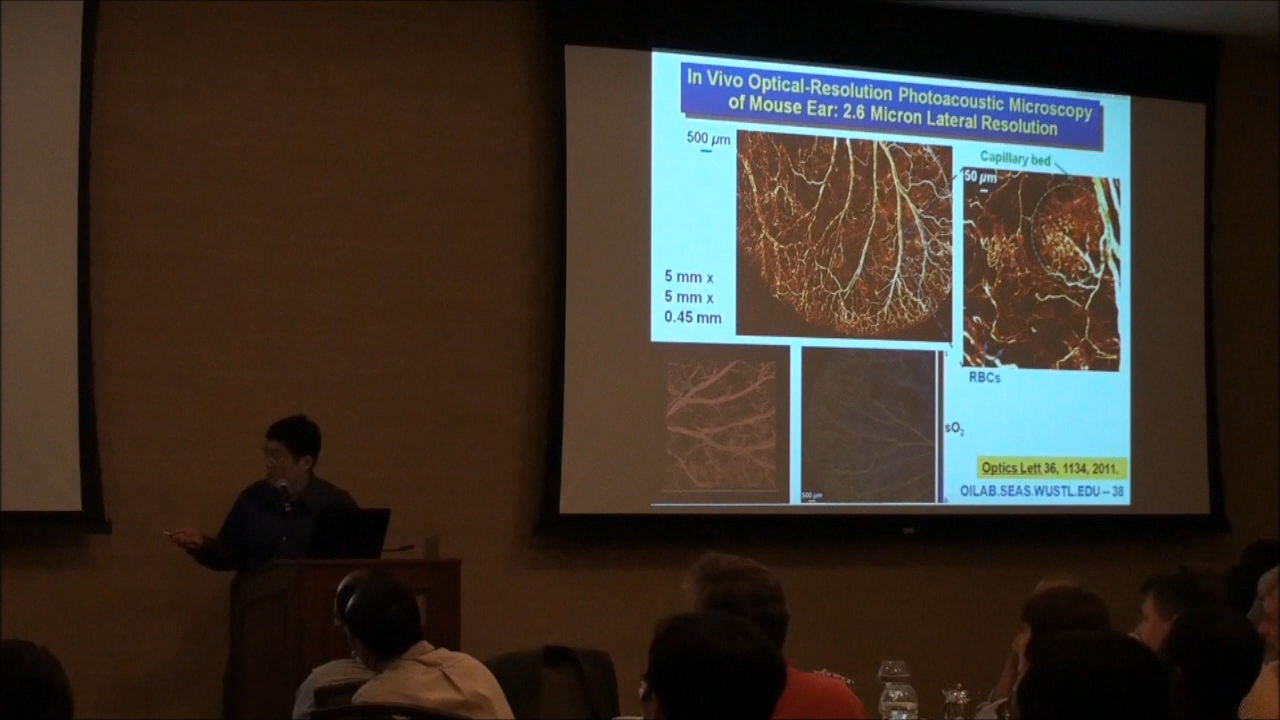 In Vivo Optical-Resolution Photoacoustic Microscopy
of Mouse Ear: 2.6 Micron Lateral Resolution
500 µm
Capillary bed
50 µm
5 mm x
5 mm x
0.45 mm
RBCs
sO₂
500 µm
Optics Lett 36, 1134, 2011.
OILAB.SEAS.WUSTL.EDU – 38